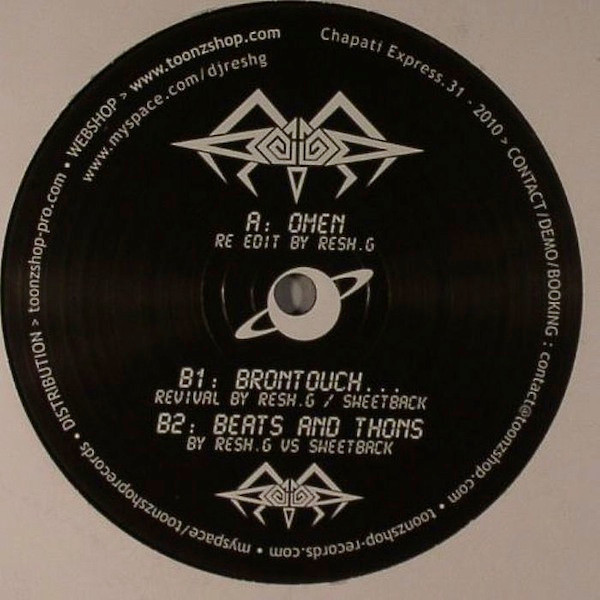 Chapati Express.31 - 2010 > CONTACT/DEMO/BOOKING : contact@toonzshop.com • toonzshop-records.com • myspace/toonzshoprecords • DISTRIBUTION > toonzshop-pro.com • WEBSHOP > www.toonzshop.com
www.myspace.com/djreshg
A: OMEN
RE EDIT BY RESH.G
B1: BRONTOUCH...
REVIVAL BY RESH.G / SWEETBACK
B2: BEATS AND THONS
BY RESH.G VS SWEETBACK